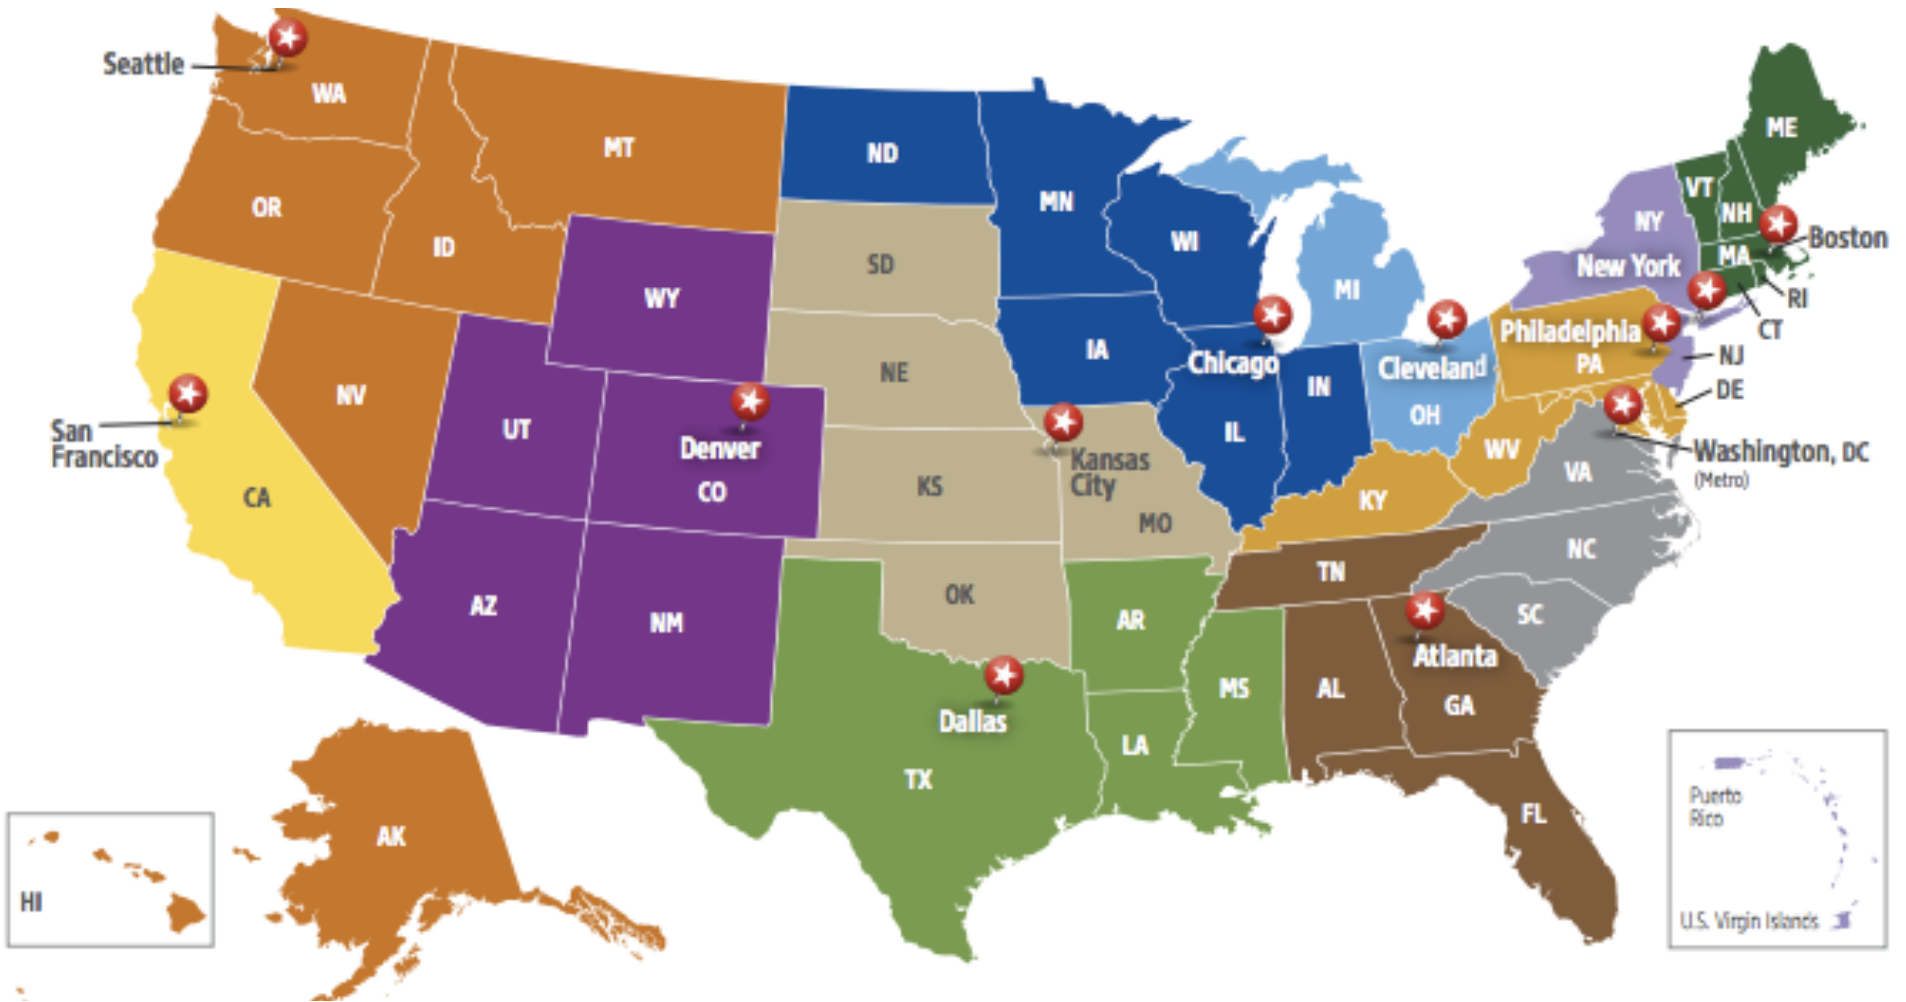 Seattle
WA
MT
ND
MN
ME
OR
ID
VT
NH
NY
WI
Boston
MA
New York
SD
WY
MI
RI
CT
Philadelphia
PA
NJ
IA
Chicago
Cleveland
NE
IN
DE
NV
San
Francisco
UT
Denver
CO
OH
IL
Kansas
City
WV
Washington, DC
(Metro)
VA
CA
KS
KY
MO
NC
TN
OK
AZ
NM
AR
SC
Atlanta
MS
AL
GA
Dallas
LA
TX
FL
Puerto
Rico
AK
HI
U.S. Virgin Islands